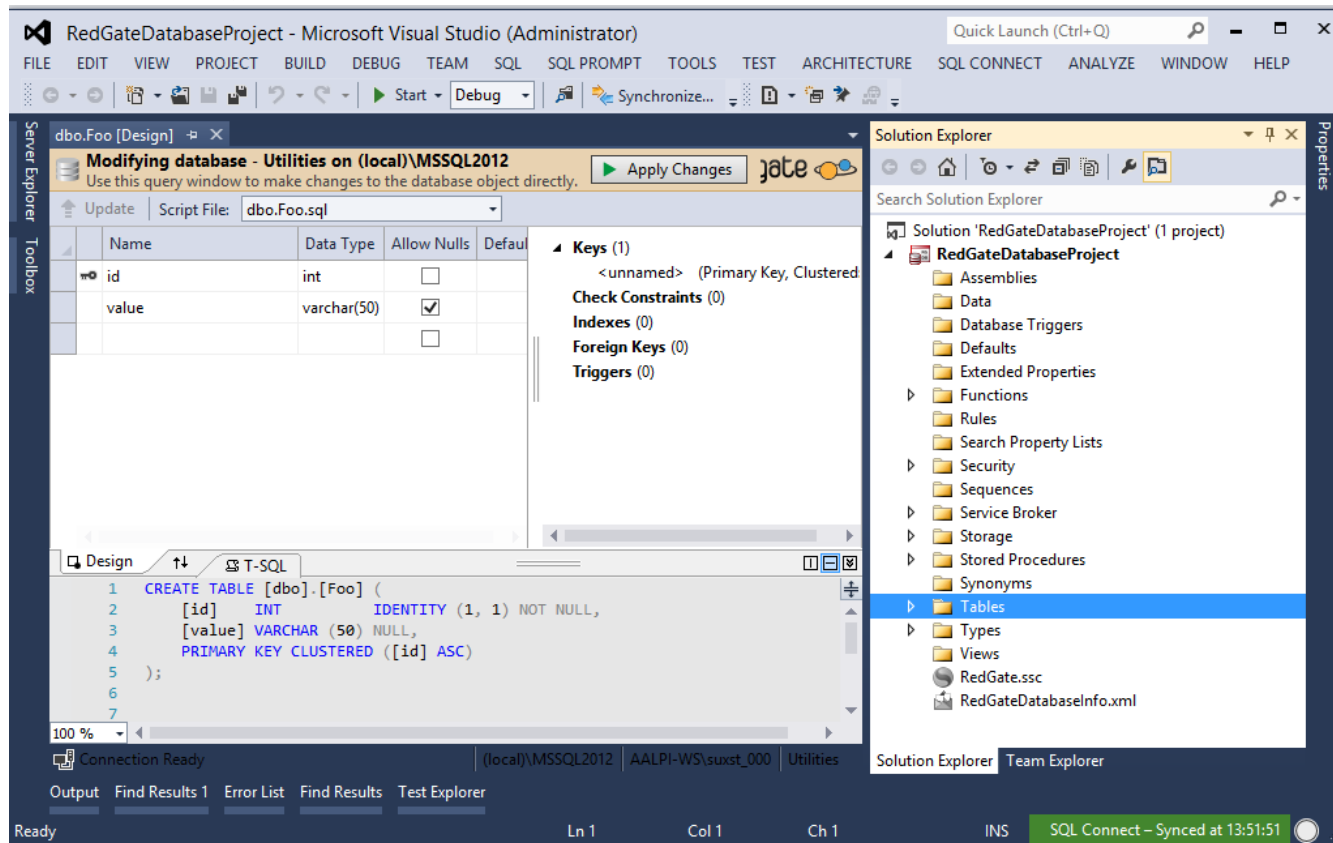 RedGateDatabaseProject - Microsoft Visual Studio (Administrator)
Quick Launch (Ctrl+Q)
FILE EDIT VIEW PROJECT BUILD DEBUG TEAM SQL SQL PROMPT TOOLS TEST ARCHITECTURE SQL CONNECT ANALYZE WINDOW HELP
Start Debug Synchronize...
Server Explorer
Toolbox
dbo.Foo [Design]
Modifying database - Utilities on (local)\MSSQL2012
Use this query window to make changes to the database object directly.
Apply Changes
gate
Update Script File: dbo.Foo.sql
Name Data Type Allow Nulls Defaul
id int
value varchar(50)
Keys (1)
<unnamed> (Primary Key, Clustered
Check Constraints (0)
Indexes (0)
Foreign Keys (0)
Triggers (0)
Design T-SQL
1 CREATE TABLE [dbo].[Foo] (
2 [id] INT IDENTITY (1, 1) NOT NULL,
3 [value] VARCHAR (50) NULL,
4 PRIMARY KEY CLUSTERED ([id] ASC)
5 );
6
7
100 %
Connection Ready (local)\MSSQL2012 AALPI-WS\suxst_000 Utilities
Solution Explorer
Search Solution Explorer
Solution 'RedGateDatabaseProject' (1 project)
RedGateDatabaseProject
Assemblies
Data
Database Triggers
Defaults
Extended Properties
Functions
Rules
Search Property Lists
Security
Sequences
Service Broker
Storage
Stored Procedures
Synonyms
Tables
Types
Views
RedGate.ssc
RedGateDatabaseInfo.xml
Solution Explorer Team Explorer
Properties
Output Find Results 1 Error List Find Results Test Explorer
Ready Ln 1 Col 1 Ch 1 INS SQL Connect – Synced at 13:51:51